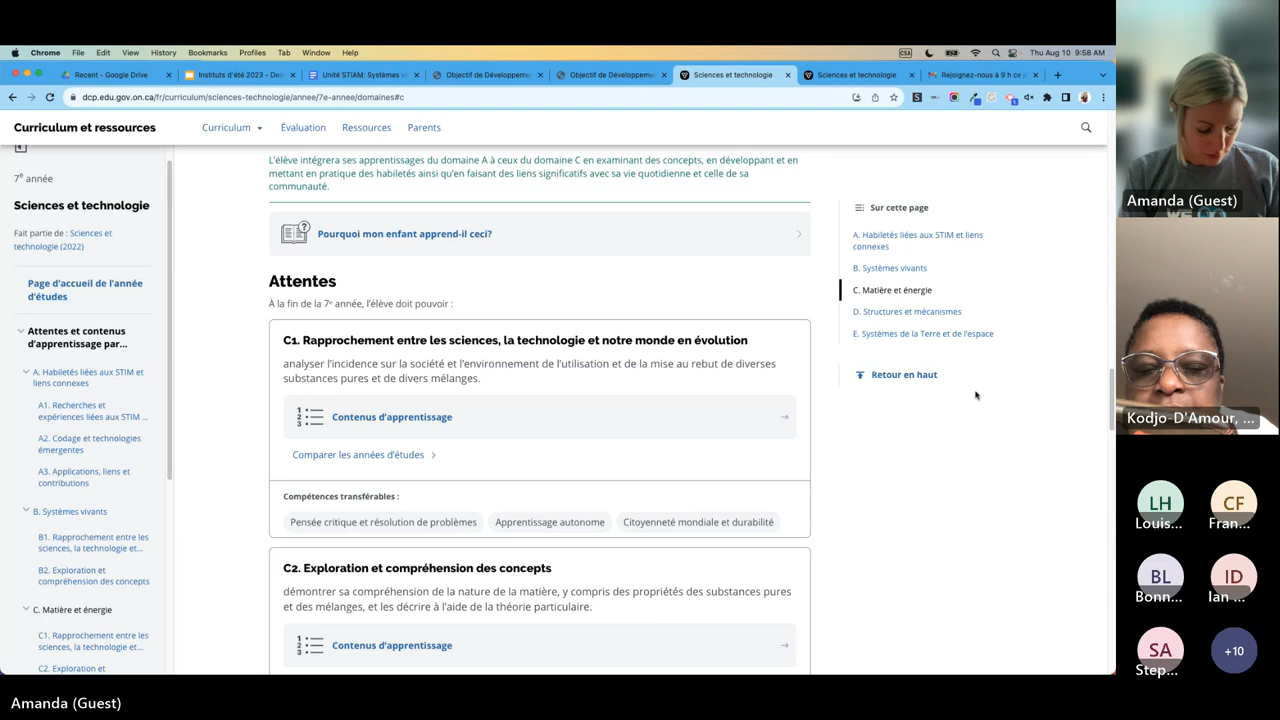 Chrome File Edit View History Bookmarks Profiles Tab Window Help
CSA Thu Aug 10 9:58 AM
Recent - Google Drive
Instituts d'été 2023 - De
Unité STIAM: Systèmes vi
Objectif de Développeme
Objectif de Développeme
Sciences et technologie
Sciences et technologie
Rejoignez-nous à 9 h ce j
dcp.edu.gov.on.ca/fr/curriculum/sciences-technologie/annee/7e-annee/domaines#c
Curriculum et ressources
Curriculum Évaluation Ressources Parents
7e année
Sciences et technologie
Fait partie de : Sciences et
technologie (2022)
Page d'accueil de l'année
d'études
Attentes et contenus
d'apprentissage par...
A. Habiletés liées aux STIM et
liens connexes
A1. Recherches et
expériences liées aux STIM ...
A2. Codage et technologies
émergentes
A3. Applications, liens et
contributions
B. Systèmes vivants
B1. Rapprochement entre les
sciences, la technologie et...
B2. Exploration et
compréhension des concepts
C. Matière et énergie
C1. Rapprochement entre les
sciences, la technologie et...
C2. Exploration et
L'élève intégrera ses apprentissages du domaine A à ceux du domaine C en examinant des concepts, en développant et en
mettant en pratique des habiletés ainsi qu'en faisant des liens significatifs avec sa vie quotidienne et celle de sa
communauté.
Pourquoi mon enfant apprend-il ceci?
Attentes
À la fin de la 7e année, l'élève doit pouvoir :
C1. Rapprochement entre les sciences, la technologie et notre monde en évolution
analyser l'incidence sur la société et l'environnement de l'utilisation et de la mise au rebut de diverses
substances pures et de divers mélanges.
Contenus d'apprentissage
Comparer les années d'études
Compétences transférables :
Pensée critique et résolution de problèmes
Apprentissage autonome
Citoyenneté mondiale et durabilité
C2. Exploration et compréhension des concepts
démontrer sa compréhension de la nature de la matière, y compris des propriétés des substances pures
et des mélanges, et les décrire à l'aide de la théorie particulaire.
Contenus d'apprentissage
Sur cette page
A. Habiletés liées aux STIM et liens
connexes
B. Systèmes vivants
C. Matière et énergie
D. Structures et mécanismes
E. Systèmes de la Terre et de l'espace
Retour en haut
Amanda (Guest)
Kodjo-D'Amour, ...
LH
Louis...
CF
Fran...
BL
Bonn...
ID
Ian ...
SA
Step...
+10
Amanda (Guest)